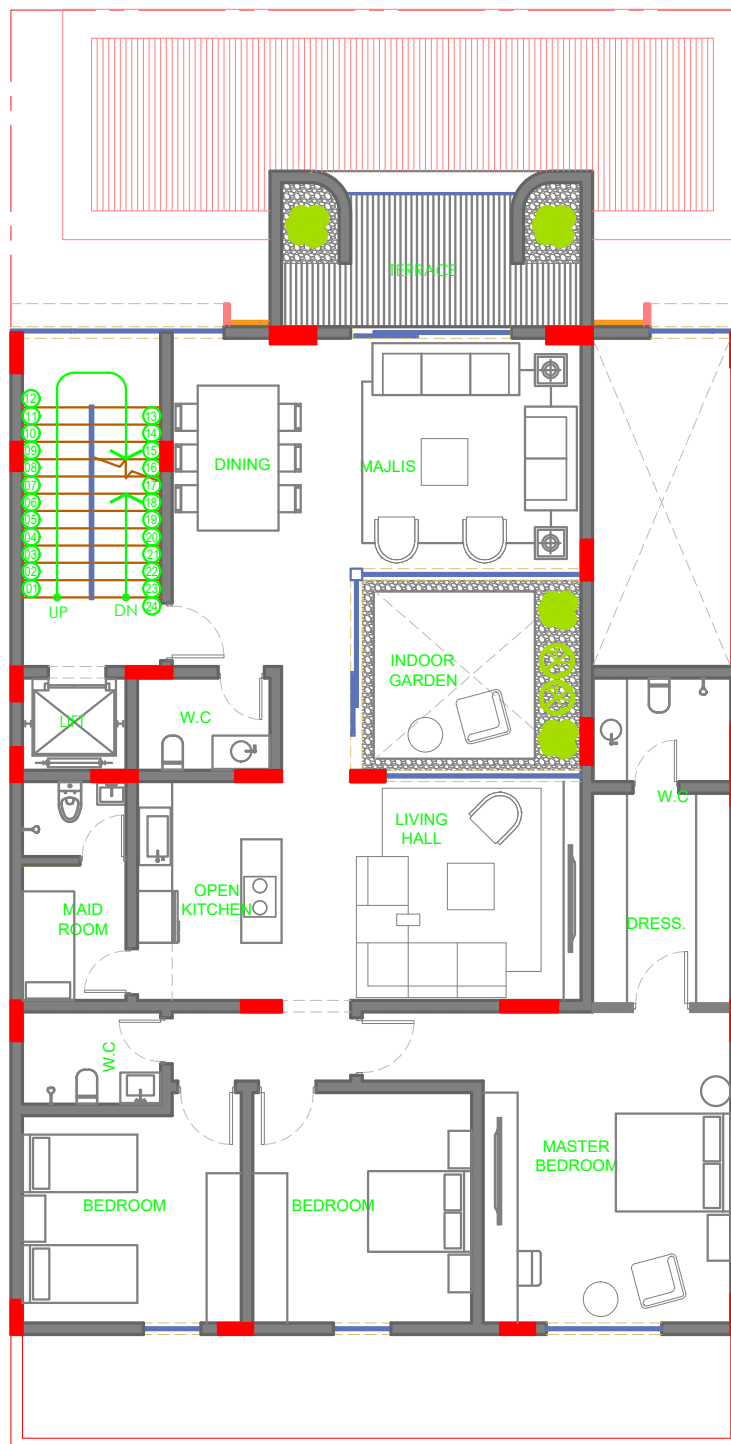 TERRACE
12
11
10
09
08
07
06
05
04
03
02
01
13
14
15
16
17
18
19
20
21
22
23
24
UP
DN
DINING
MAJLIS
INDOOR
GARDEN
LIFT
W.C
W.C
LIVING
HALL
OPEN
KITCHEN
MAID
ROOM
DRESS.
W.C
MASTER
BEDROOM
BEDROOM
BEDROOM